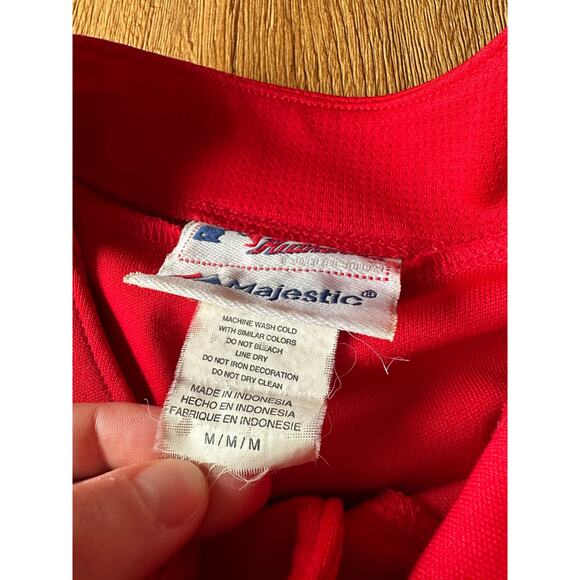 Majestic®
MACHINE WASH COLD
WITH SIMILAR COLORS
DO NOT BLEACH
LINE DRY
DO NOT IRON DECORATION
DO NOT DRY CLEAN
MADE IN INDONESIA
HECHO EN INDONESIA
FABRIQUE EN INDONESIE
M/M/M